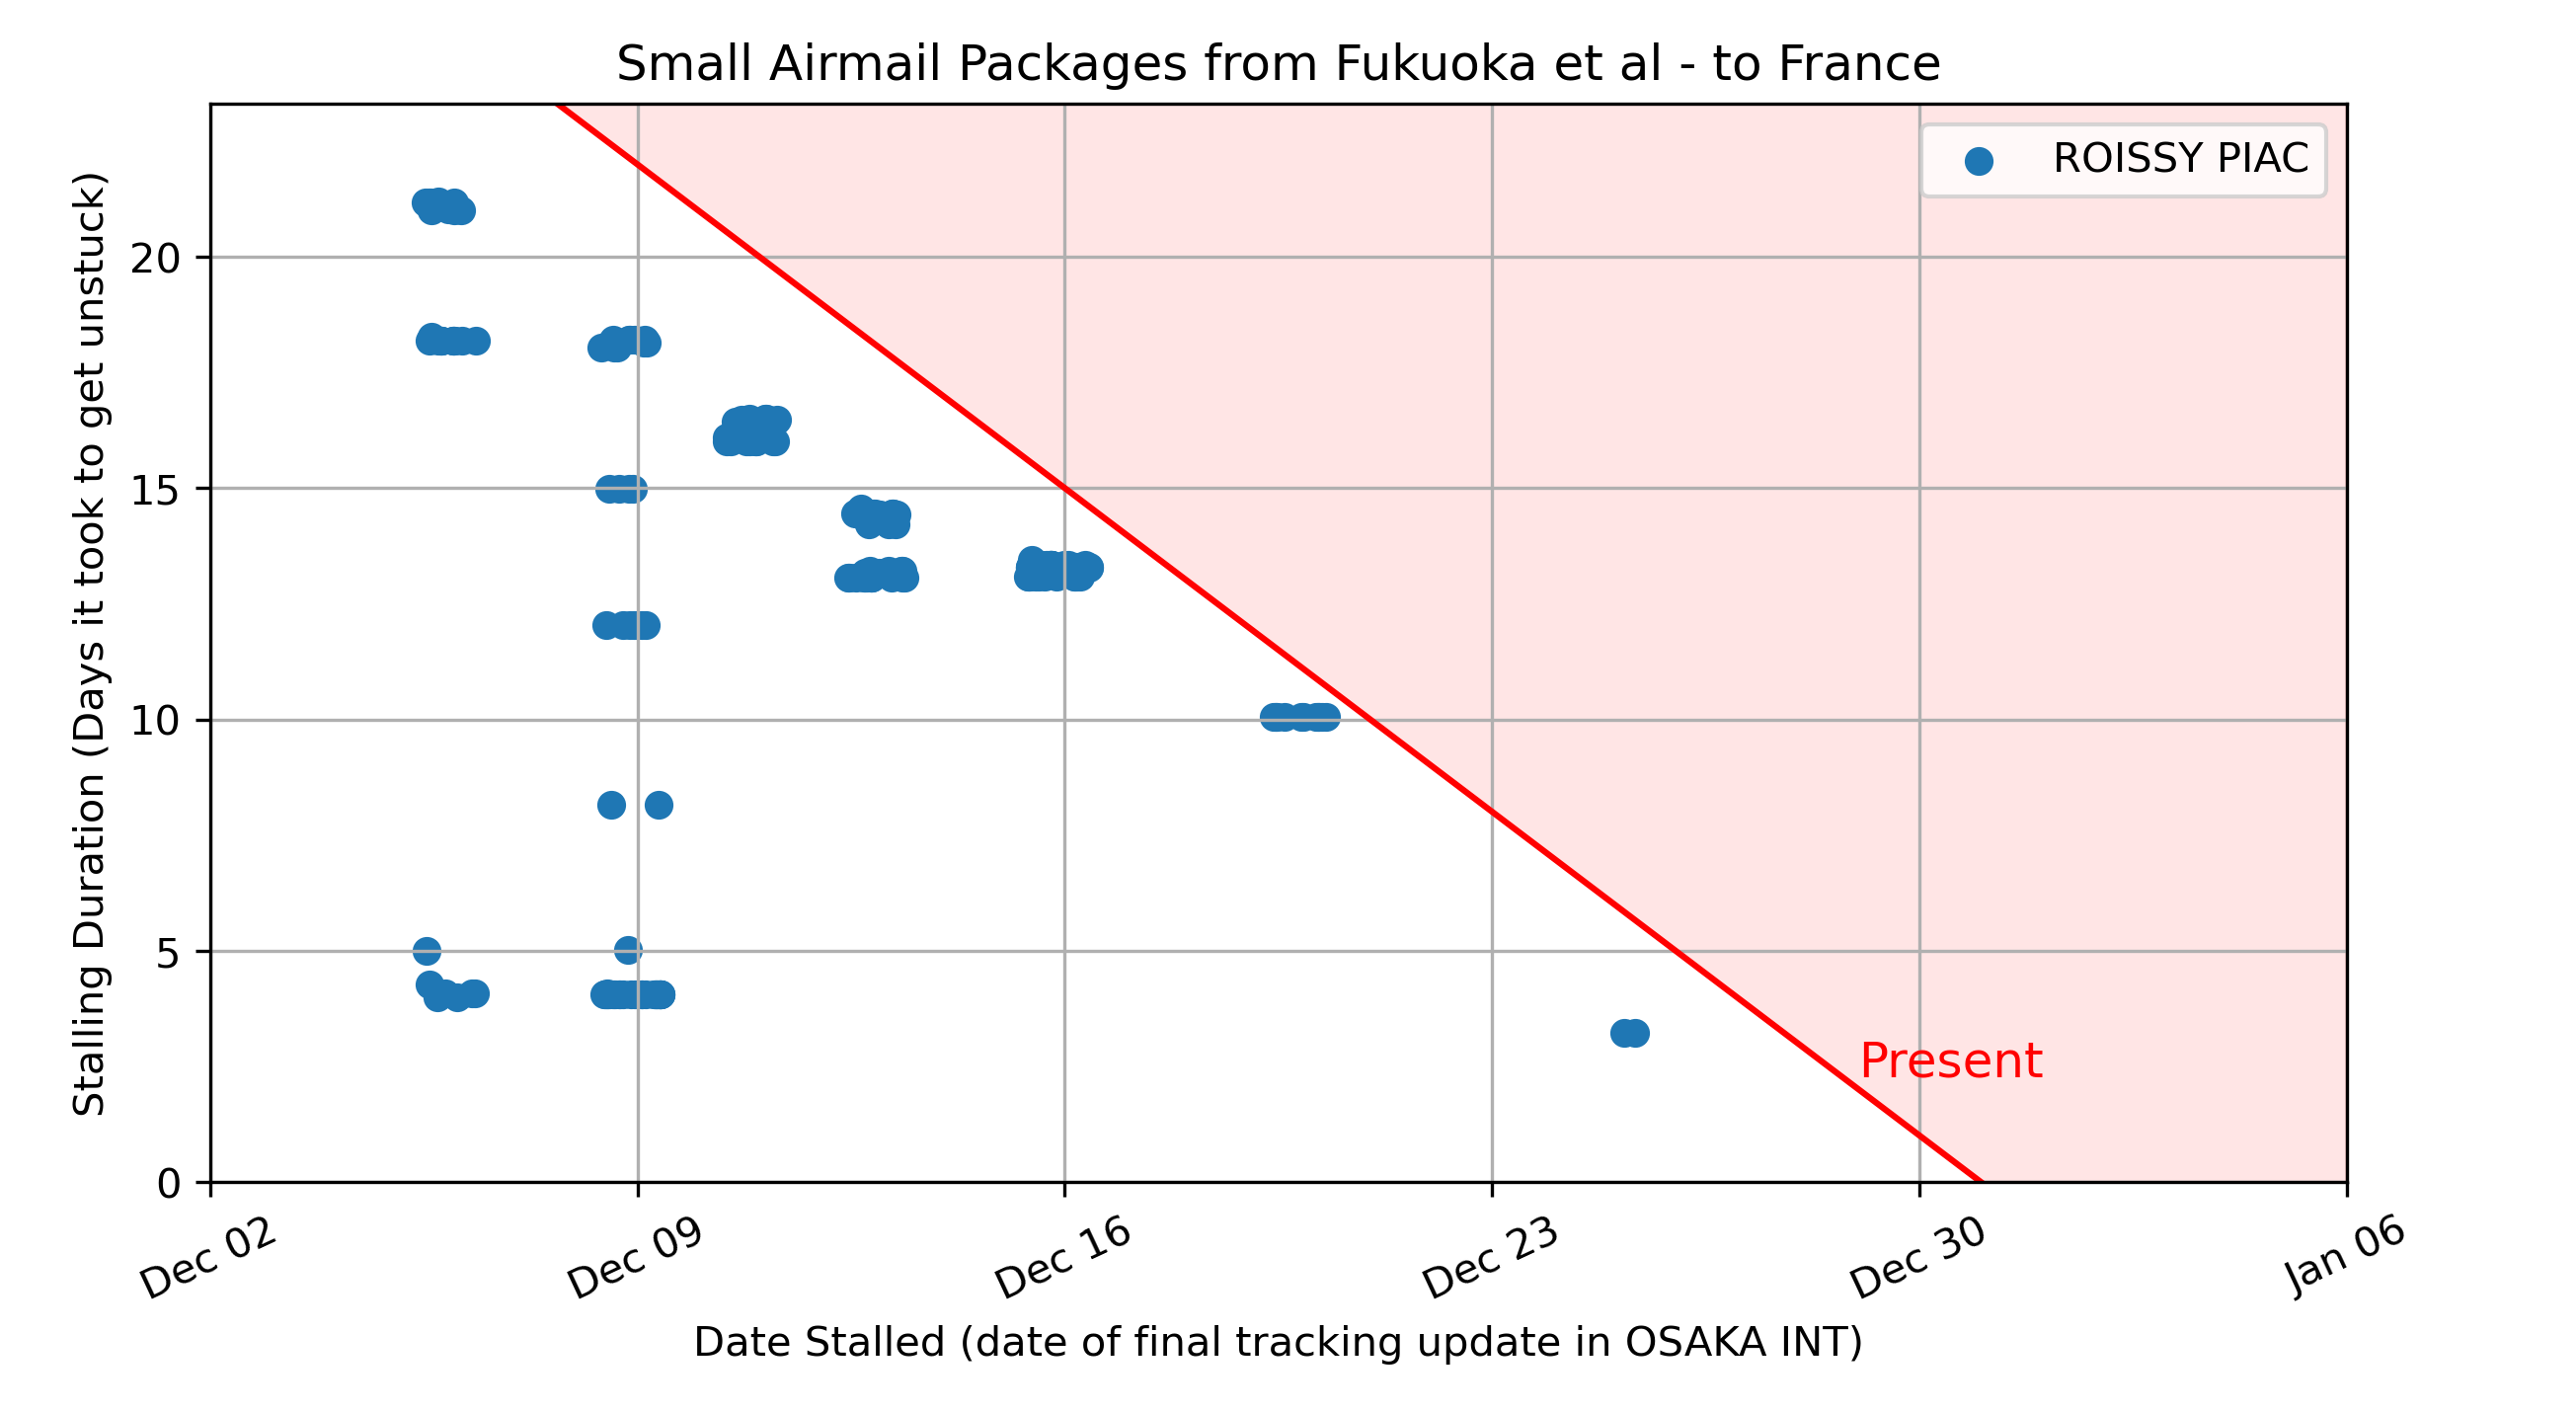 Small Airmail Packages from Fukuoka et al - to France
ROISSY PIAC
Stalling Duration (Days it took to get unstuck)
20
15
10
5
0
Present
Dec 02
Dec 09
Dec 16
Dec 23
Dec 30
Jan 06
Date Stalled (date of final tracking update in OSAKA INT)